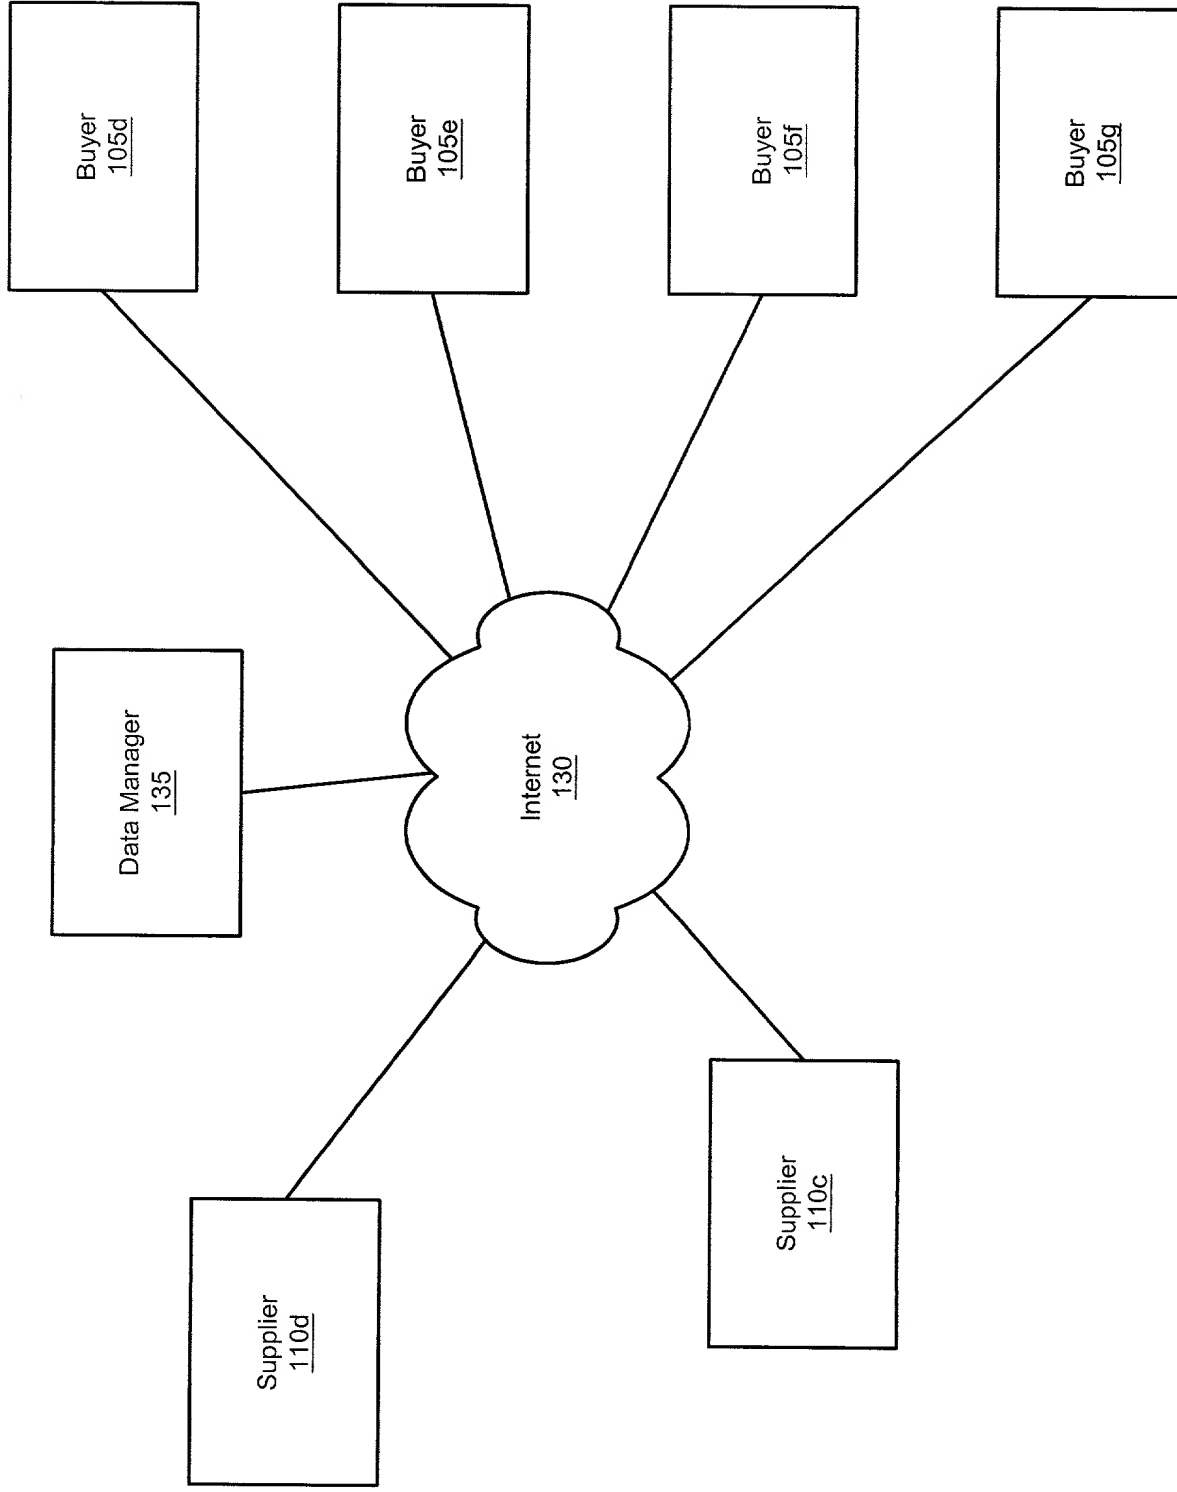 Buyer
105d
Buyer
105e
Buyer
105f
Buyer
105g
Data Manager
135
Internet
130
Supplier
110d
Supplier
110c